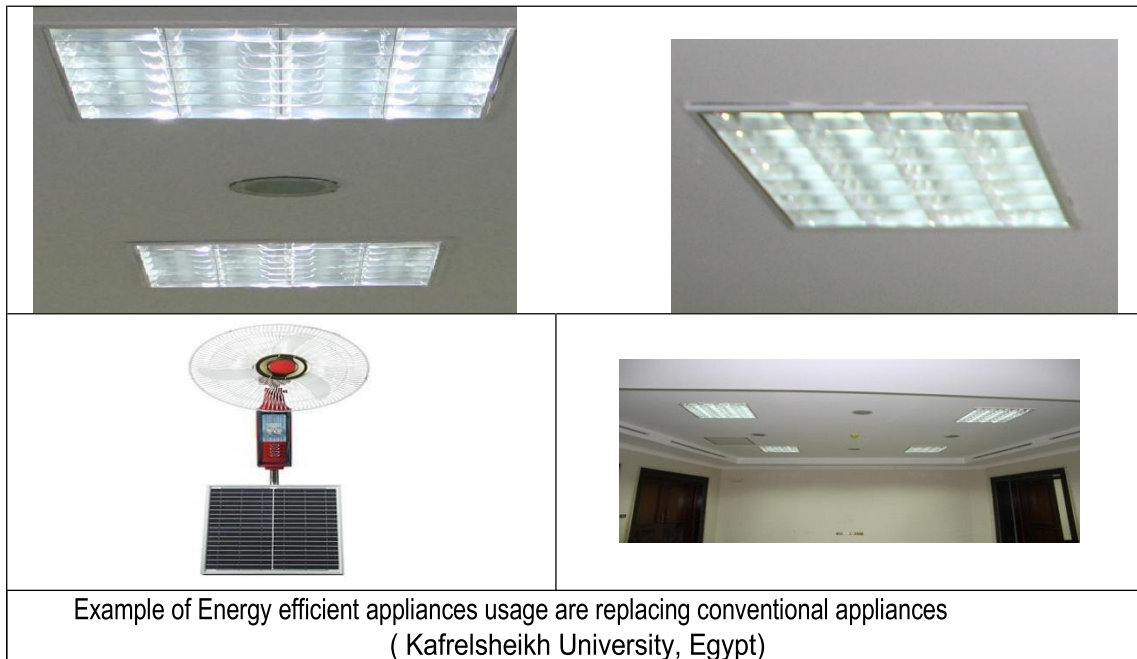 Example of Energy efficient appliances usage are replacing conventional appliances
( Kafrelsheikh University, Egypt)